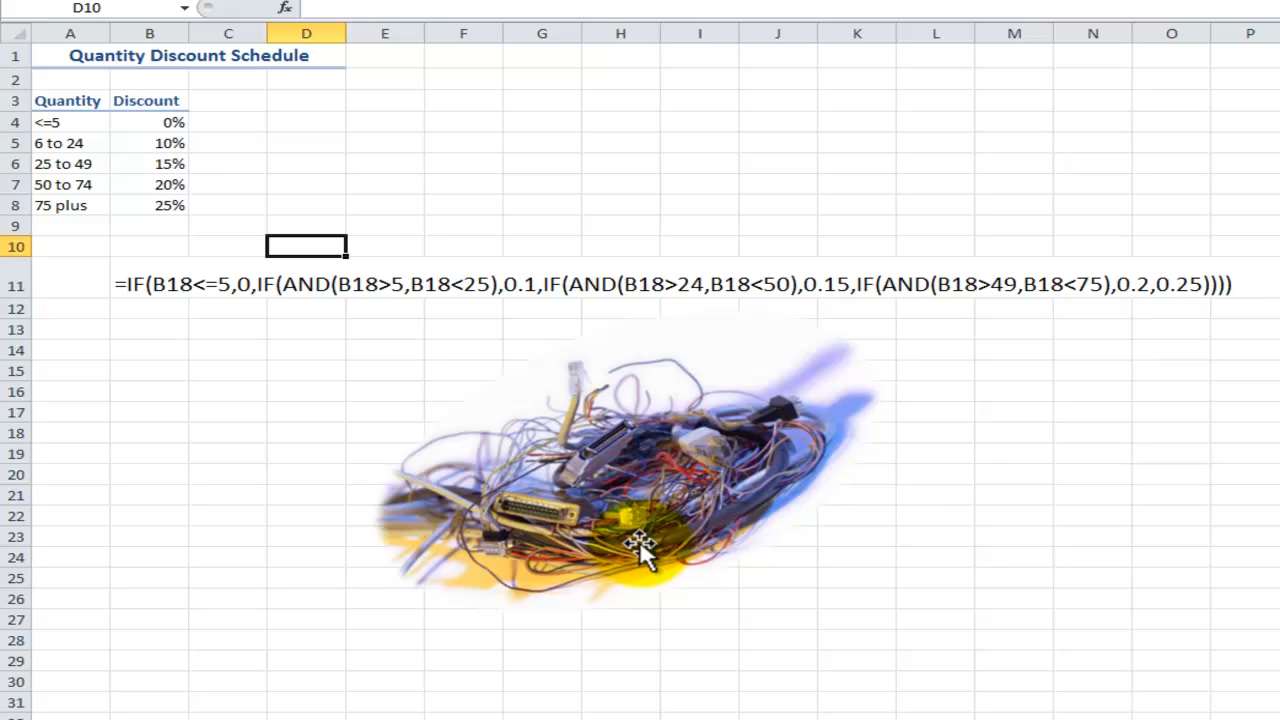 D10 fx
A B C D E F G H I J K L M N O P
1 Quantity Discount Schedule
2
3 Quantity Discount
4 <=5 0%
5 6 to 24 10%
6 25 to 49 15%
7 50 to 74 20%
8 75 plus 25%
9
10
11 =IF(B18<=5,0,IF(AND(B18>5,B18<25),0.1,IF(AND(B18>24,B18<50),0.15,IF(AND(B18>49,B18<75),0.2,0.25))))
12
13
14
15
16
17
18
19
20
21
22
23
24
25
26
27
28
29
30
31